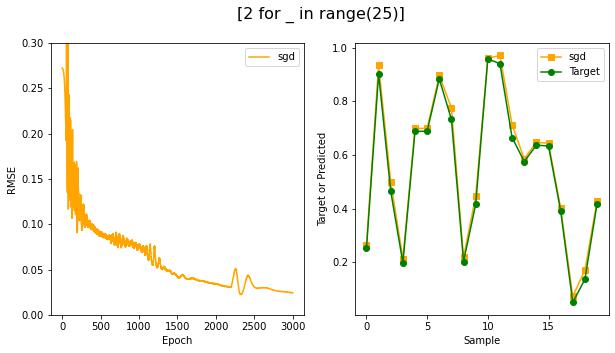 [2 for _ in range(25)]
0.30
0.25
0.20
0.15
0.10
0.05
0.00
RMSE
0 500 1000 1500 2000 2500 3000
Epoch
sgd
1.0
0.8
0.6
0.4
0.2
Target or Predicted
0 5 10 15
Sample
sgd
Target